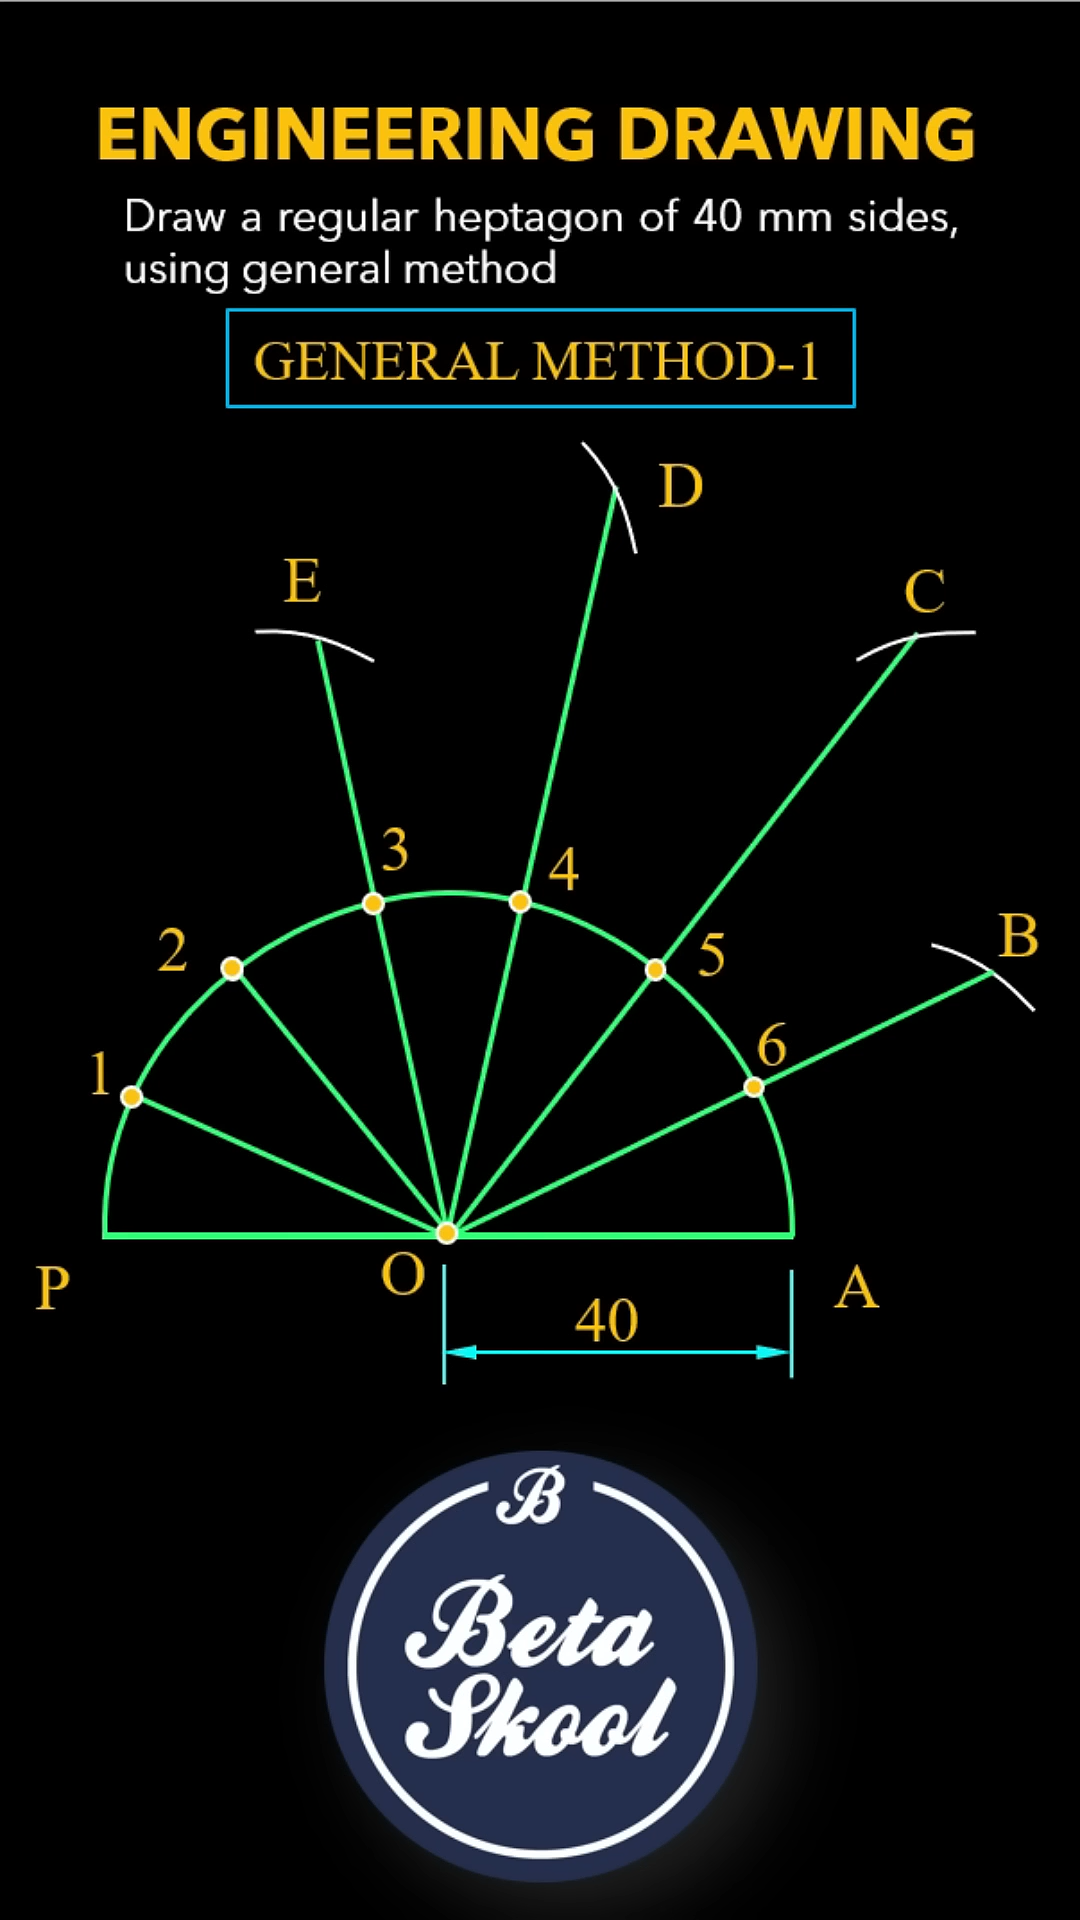 ENGINEERING DRAWING
Draw a regular heptagon of 40 mm sides,
using general method
GENERAL METHOD-1
D
E
C
3
4
2
5
B
1
6
P
O
A
40
B
Beta
Skool